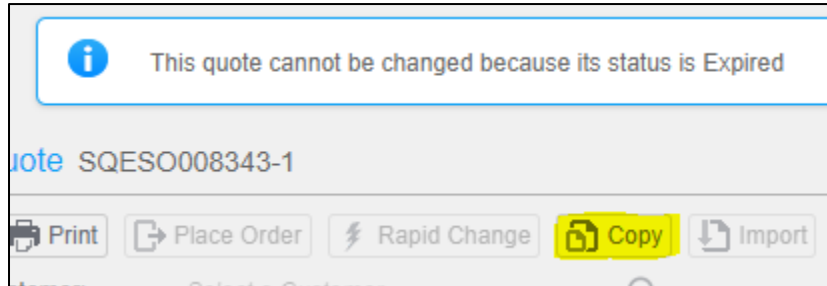 This quote cannot be changed because its status is Expired
uote SQESO008343-1
Print Place Order Rapid Change Copy Import